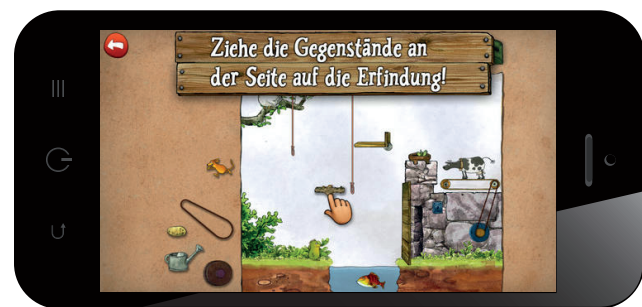 Ziehe die Gegenstände an
der Seite auf die Erfindung!